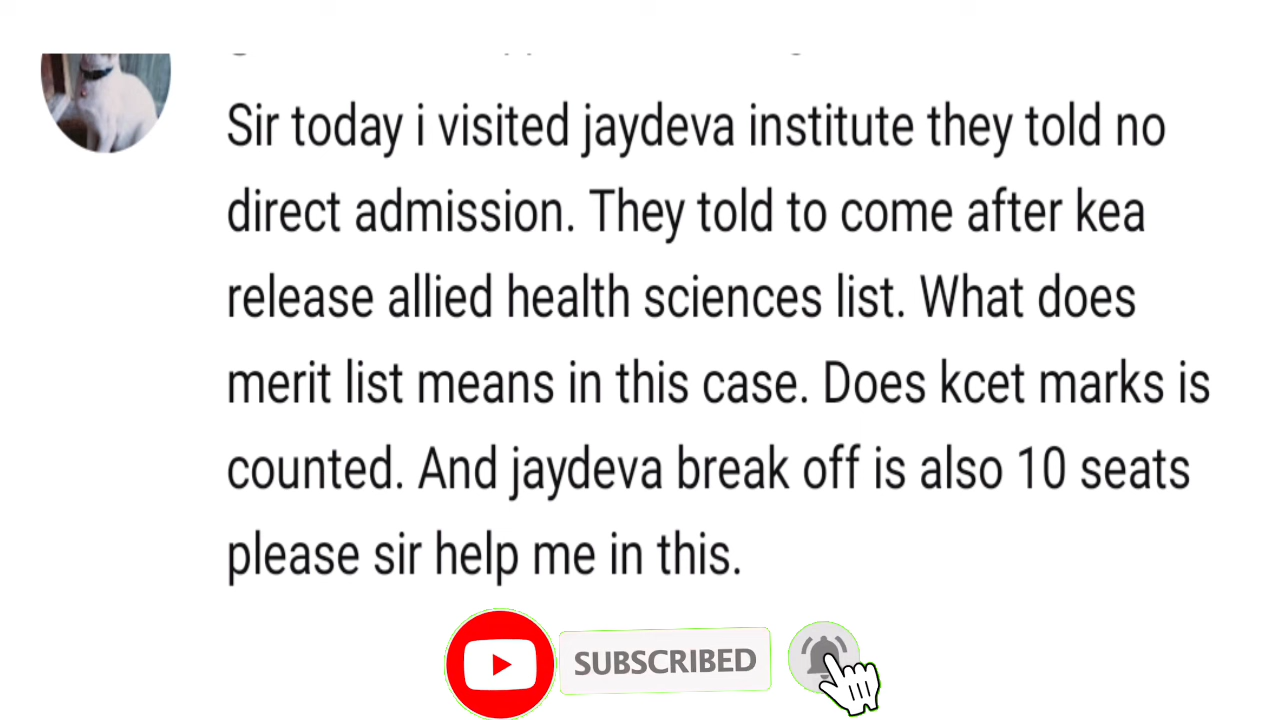 Sir today i visited jaydeva institute they told no
direct admission. They told to come after kea
release allied health sciences list. What does
merit list means in this case. Does kcet marks is
counted. And jaydeva break off is also 10 seats
please sir help me in this.
SUBSCRIBED